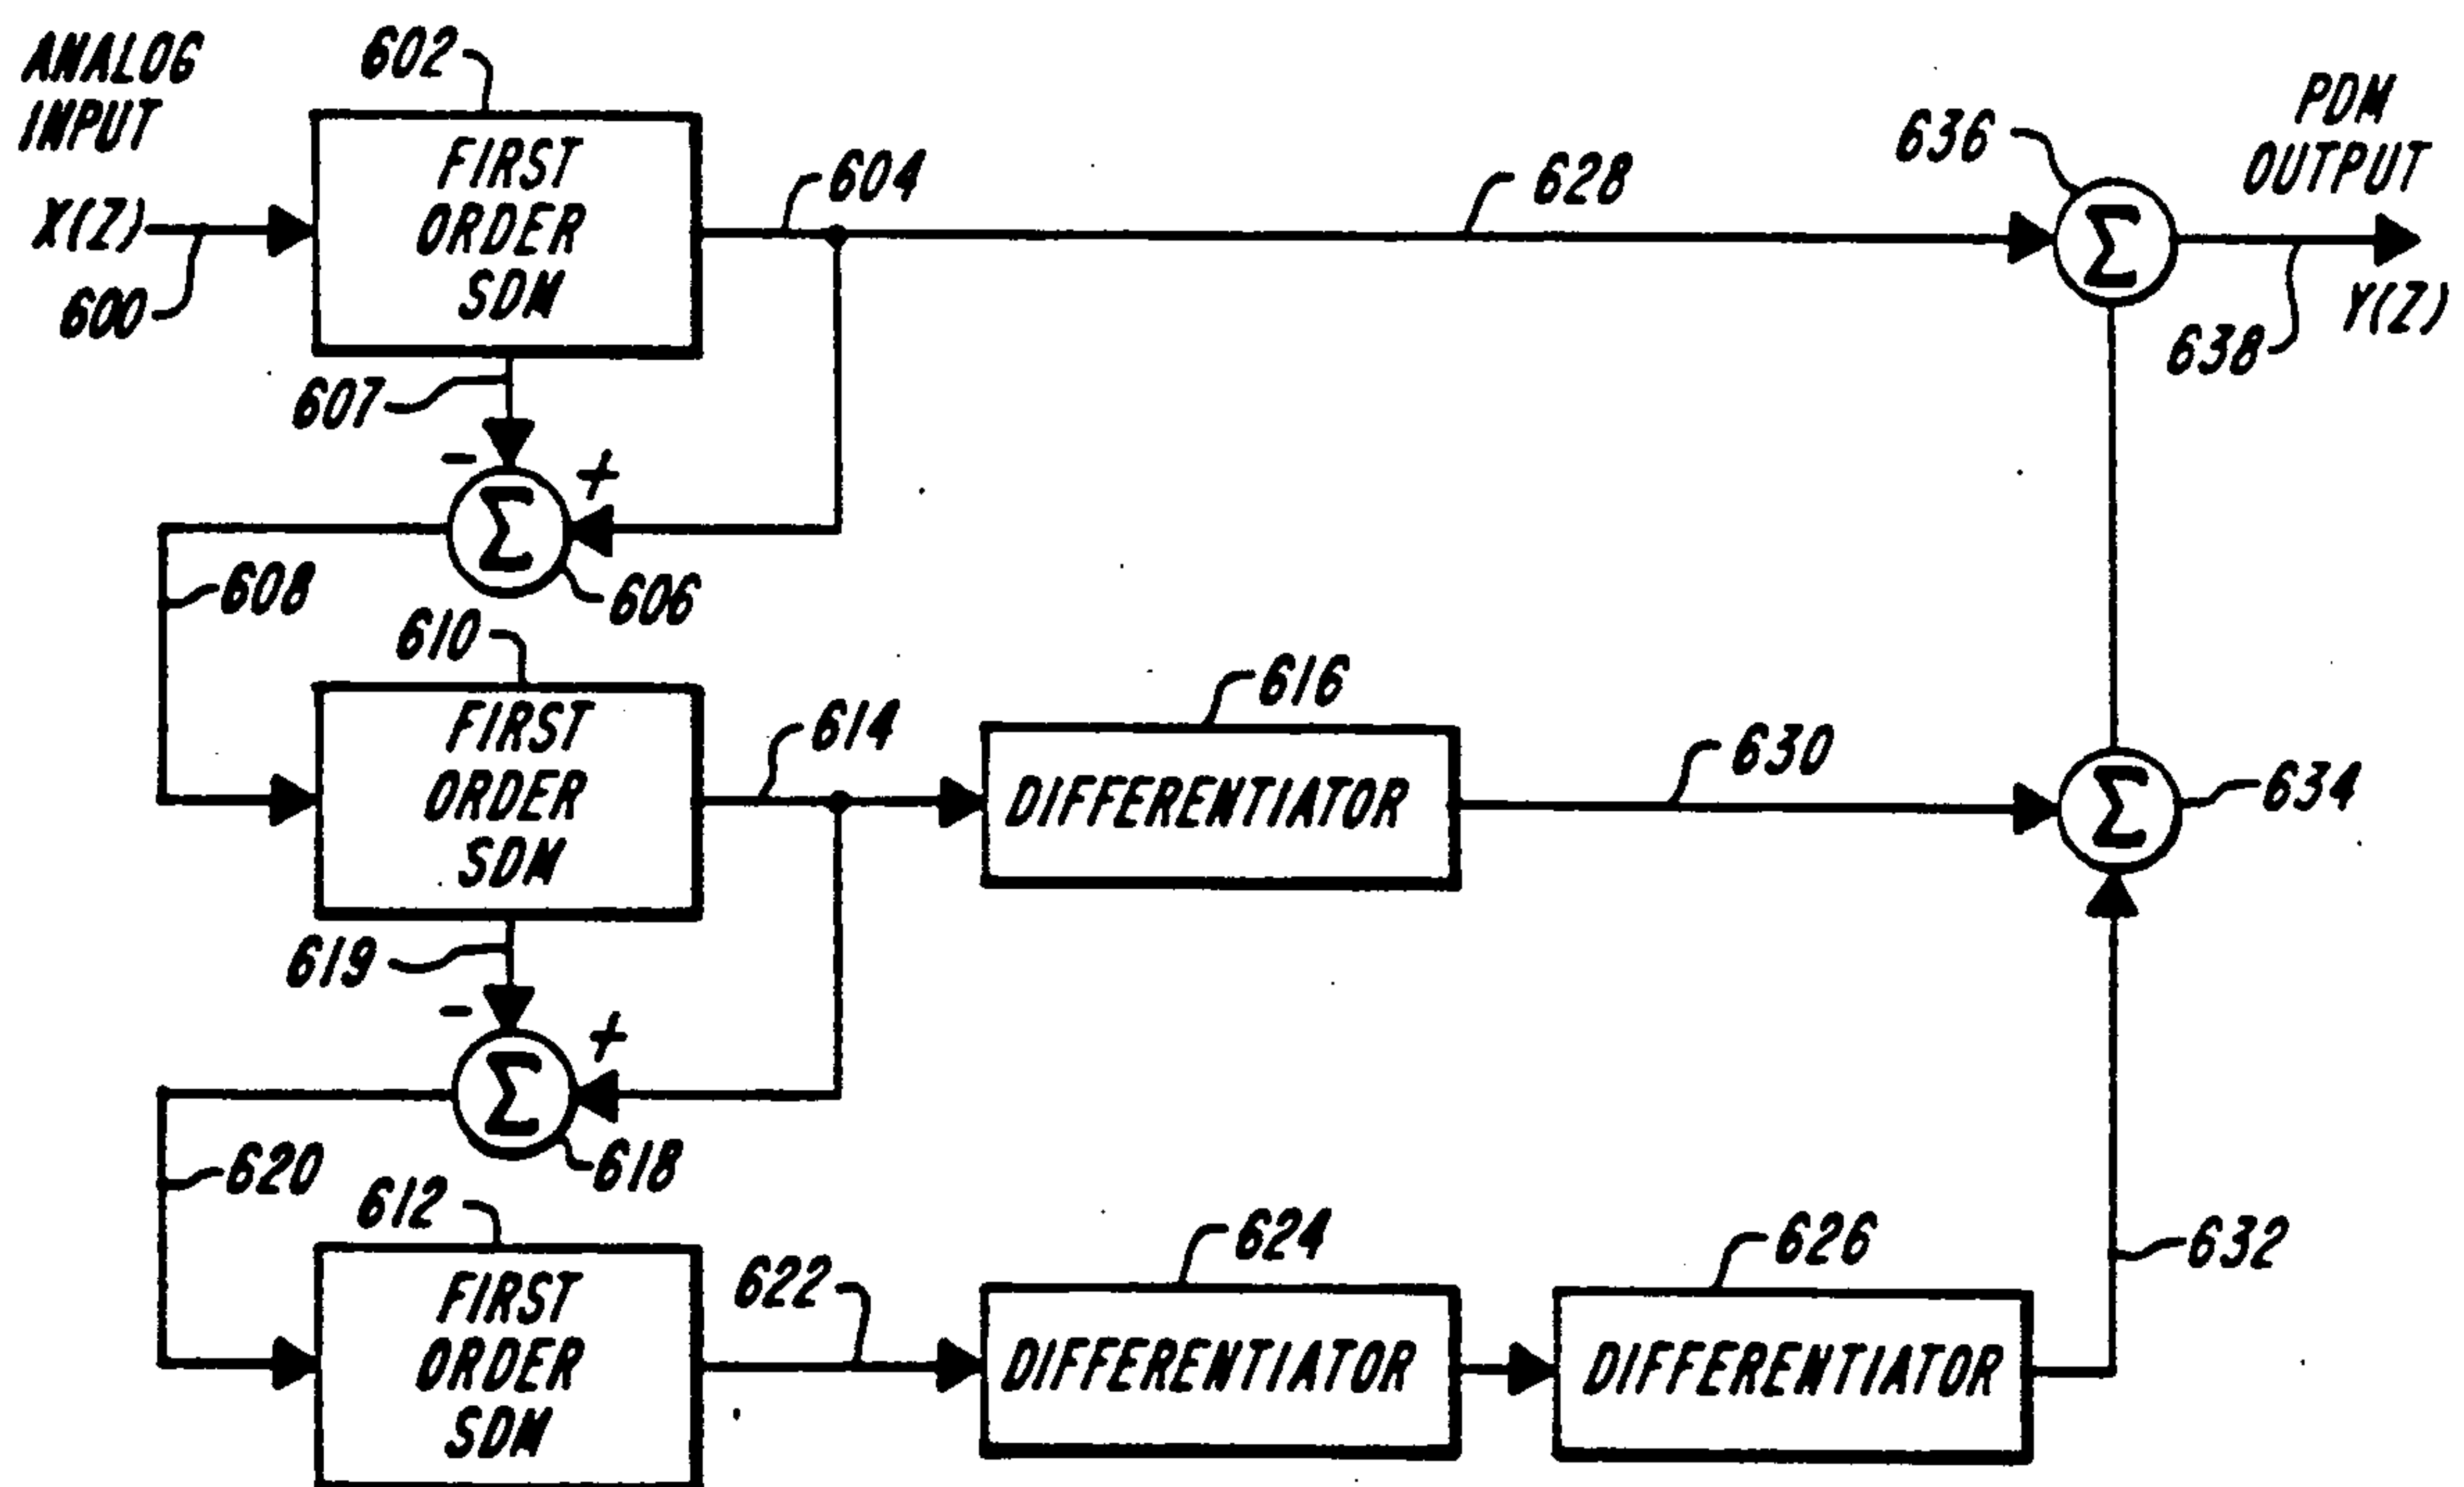 ANALOG
INPUT
X(Z)
600
602
FIRST
ORDER
SDM
604
628
636
Σ
PDM
OUTPUT
Y(Z)
638
607
-
+
Σ
606
608
610
FIRST
ORDER
SDM
614
616
DIFFERENTIATOR
630
Σ
634
619
-
+
Σ
618
620
612
FIRST
ORDER
SDM
622
624
DIFFERENTIATOR
626
DIFFERENTIATOR
632